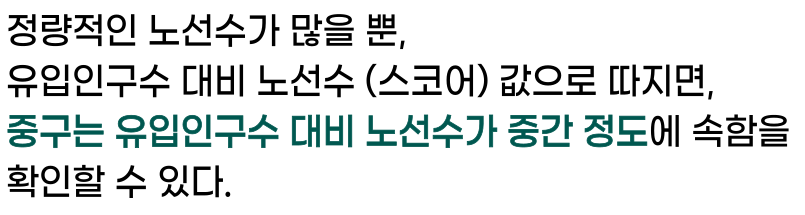 정량적인 노선수가 많을 뿐,
유입인구수 대비 노선수 (스코어) 값으로 따지면,
중구는 유입인구수 대비 노선수가 중간 정도에 속함을
확인할 수 있다.